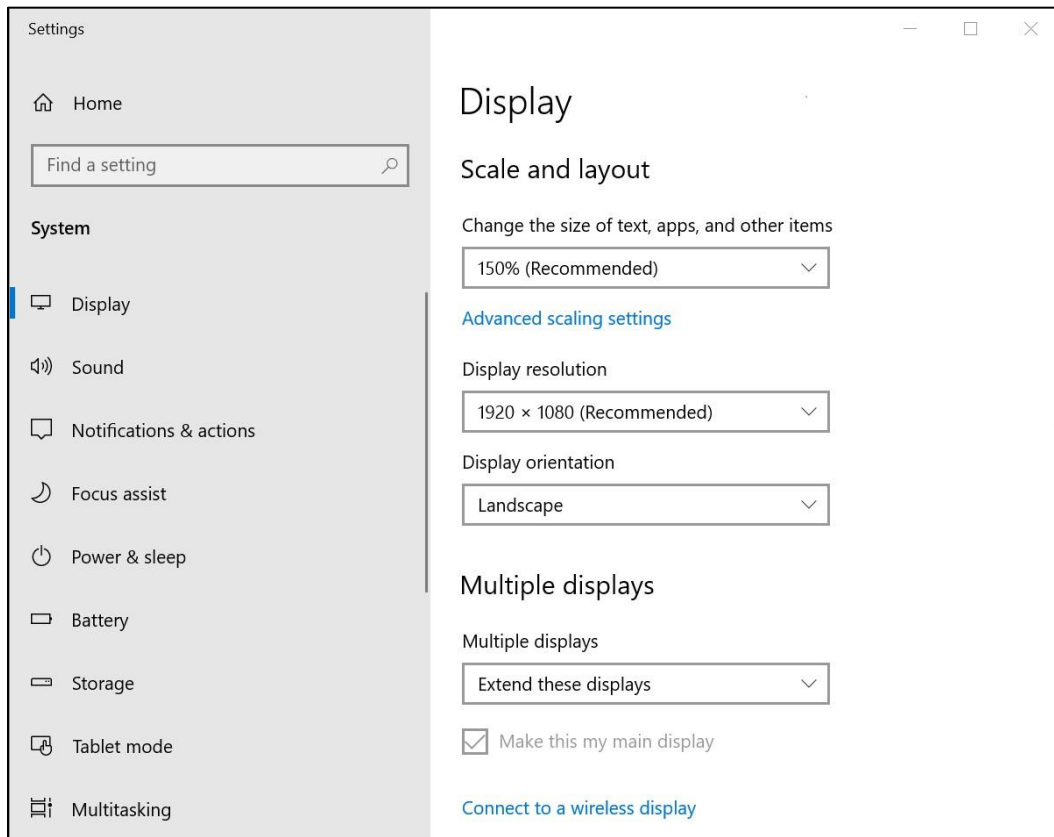 Settings
Home
Find a setting
System
Display
Sound
Notifications & actions
Focus assist
Power & sleep
Battery
Storage
Tablet mode
Multitasking
Display
Scale and layout
Change the size of text, apps, and other items
150% (Recommended)
Advanced scaling settings
Display resolution
1920 × 1080 (Recommended)
Display orientation
Landscape
Multiple displays
Multiple displays
Extend these displays
Make this my main display
Connect to a wireless display